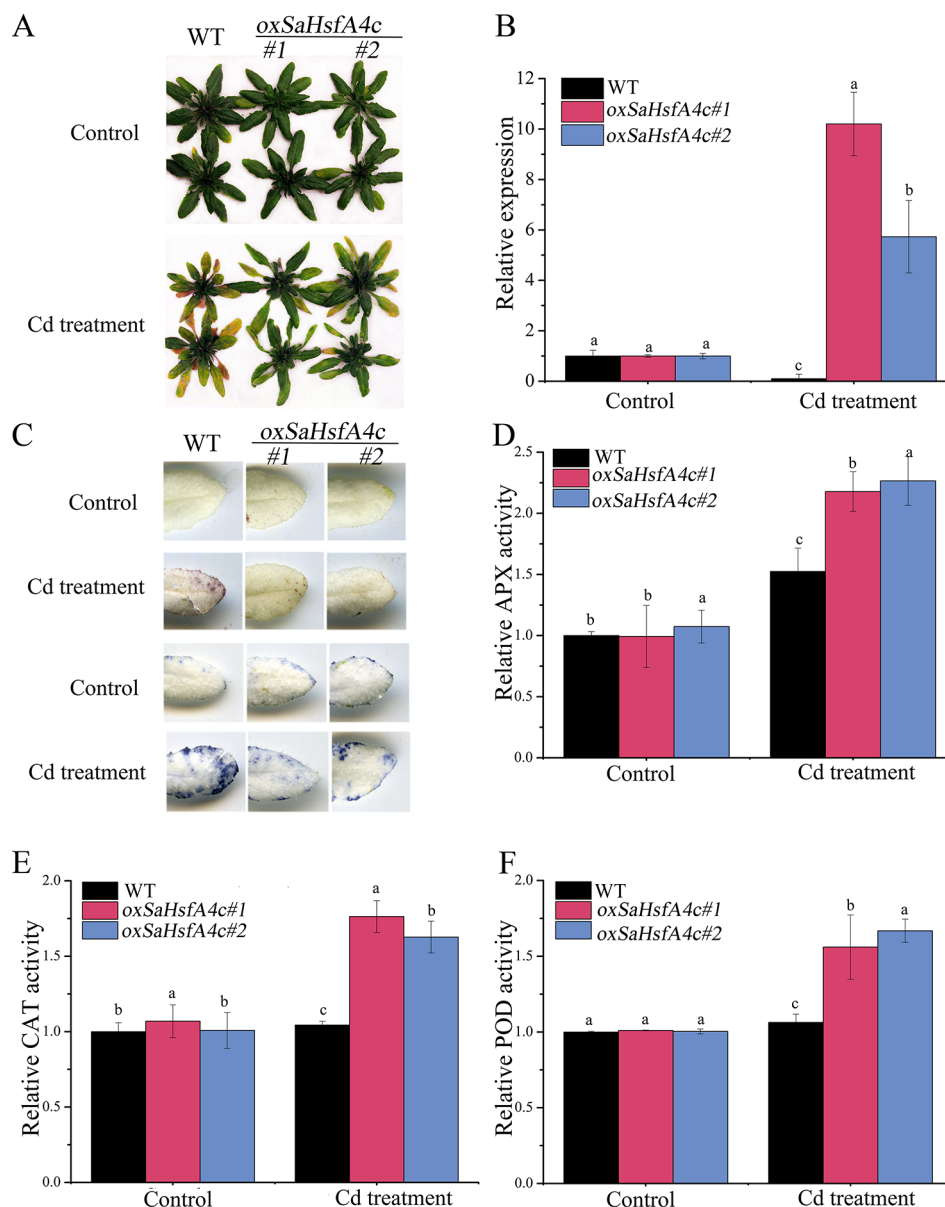 A
WT
oxSaHsfA4c
#1
#2
Control
Cd treatment
B
WT
oxSaHsfA4c#1
oxSaHsfA4c#2
Relative expression
12
10
8
6
4
2
1
0
a
a
a
c
a
b
Control
Cd treatment
C
WT
oxSaHsfA4c
#1
#2
Control
Cd treatment
Control
Cd treatment
D
WT
oxSaHsfA4c#1
oxSaHsfA4c#2
Relative APX activity
2.5
2.0
1.5
1.0
0.5
0.0
b
b
a
c
b
a
Control
Cd treatment
E
WT
oxSaHsfA4c#1
oxSaHsfA4c#2
Relative CAT activity
2.0
1.5
1.0
0.5
0.0
b
a
b
c
a
b
Control
Cd treatment
F
WT
oxSaHsfA4c#1
oxSaHsfA4c#2
Relative POD activity
2.0
1.5
1.0
0.5
0.0
a
a
a
c
b
a
Control
Cd treatment